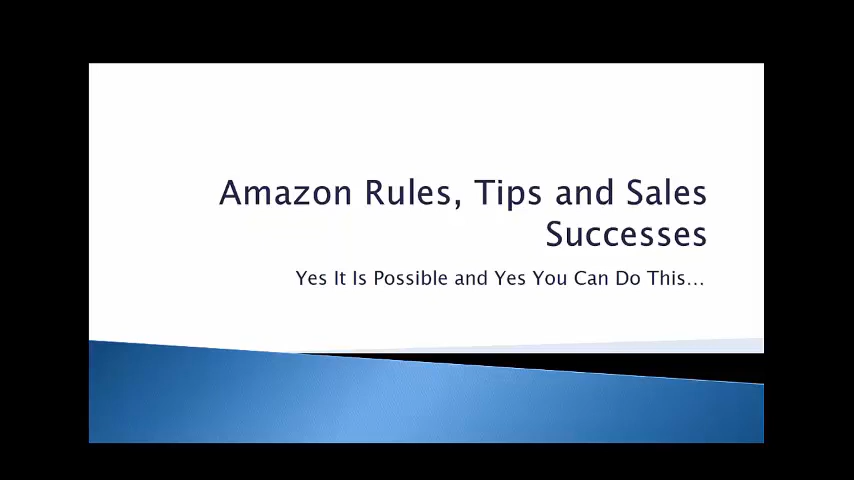 Amazon Rules, Tips and Sales
Successes
Yes It Is Possible and Yes You Can Do This...